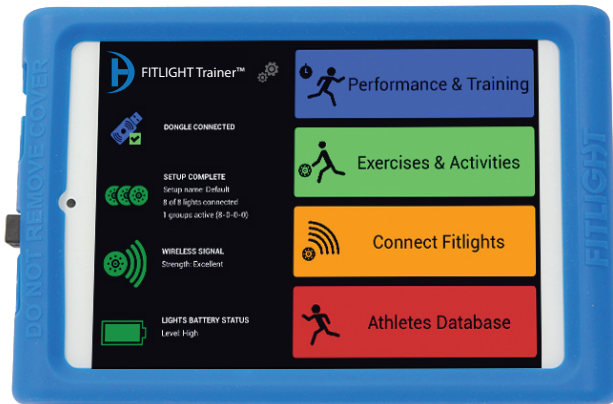 DO NOT REMOVE COVER
FITLIGHT Trainer™
DONGLE CONNECTED
SETUP COMPLETE
Setup name: Default
8 of 8 lights connected
1 groups active (8-0-0-0)
WIRELESS SIGNAL
Strength: Excellent
LIGHTS BATTERY STATUS
Level: High
Performance & Training
Exercises & Activities
Connect Fitlights
Athletes Database
FITLIGHT